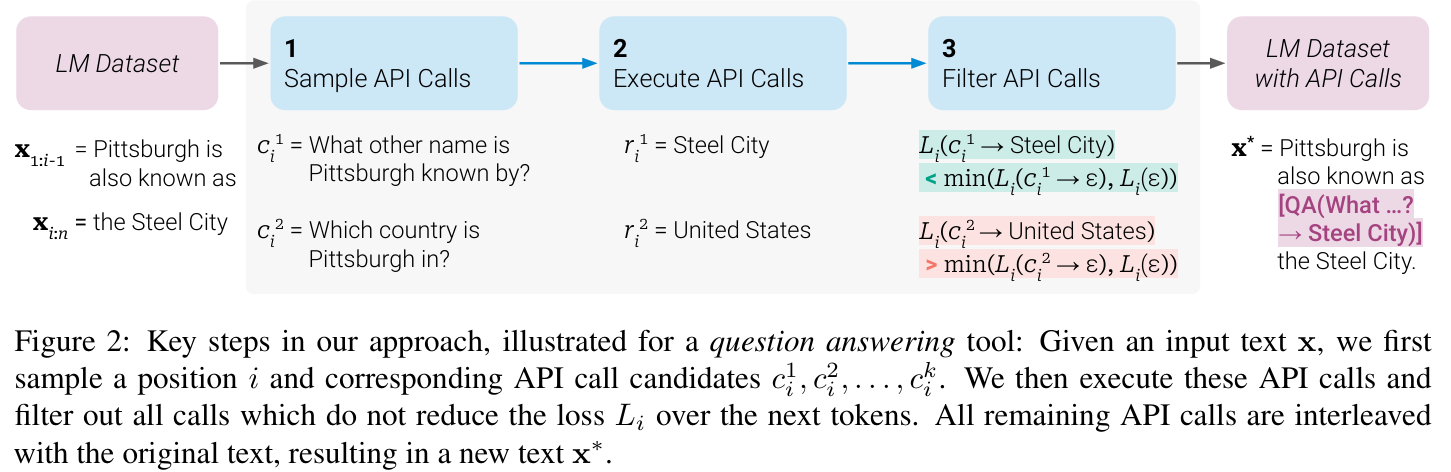 LM Dataset
1
Sample API Calls
2
Execute API Calls
3
Filter API Calls
LM Dataset
with API Calls
x₁:ᵢ₋₁ = Pittsburgh is
also known as
xᵢ:ₙ = the Steel City
cᵢ¹ = What other name is
Pittsburgh known by?
cᵢ² = Which country is
Pittsburgh in?
rᵢ¹ = Steel City
rᵢ² = United States
Lᵢ(cᵢ¹ → Steel City)
< min(Lᵢ(cᵢ¹ → ε), Lᵢ(ε))
Lᵢ(cᵢ² → United States)
> min(Lᵢ(cᵢ² → ε), Lᵢ(ε))
x* = Pittsburgh is
also known as
[QA(What ...?
→ Steel City)]
the Steel City.
Figure 2: Key steps in our approach, illustrated for a question answering tool: Given an input text x, we first
sample a position i and corresponding API call candidates cᵢ¹, cᵢ², . . . , cᵢᵏ. We then execute these API calls and
filter out all calls which do not reduce the loss Lᵢ over the next tokens. All remaining API calls are interleaved
with the original text, resulting in a new text x*.